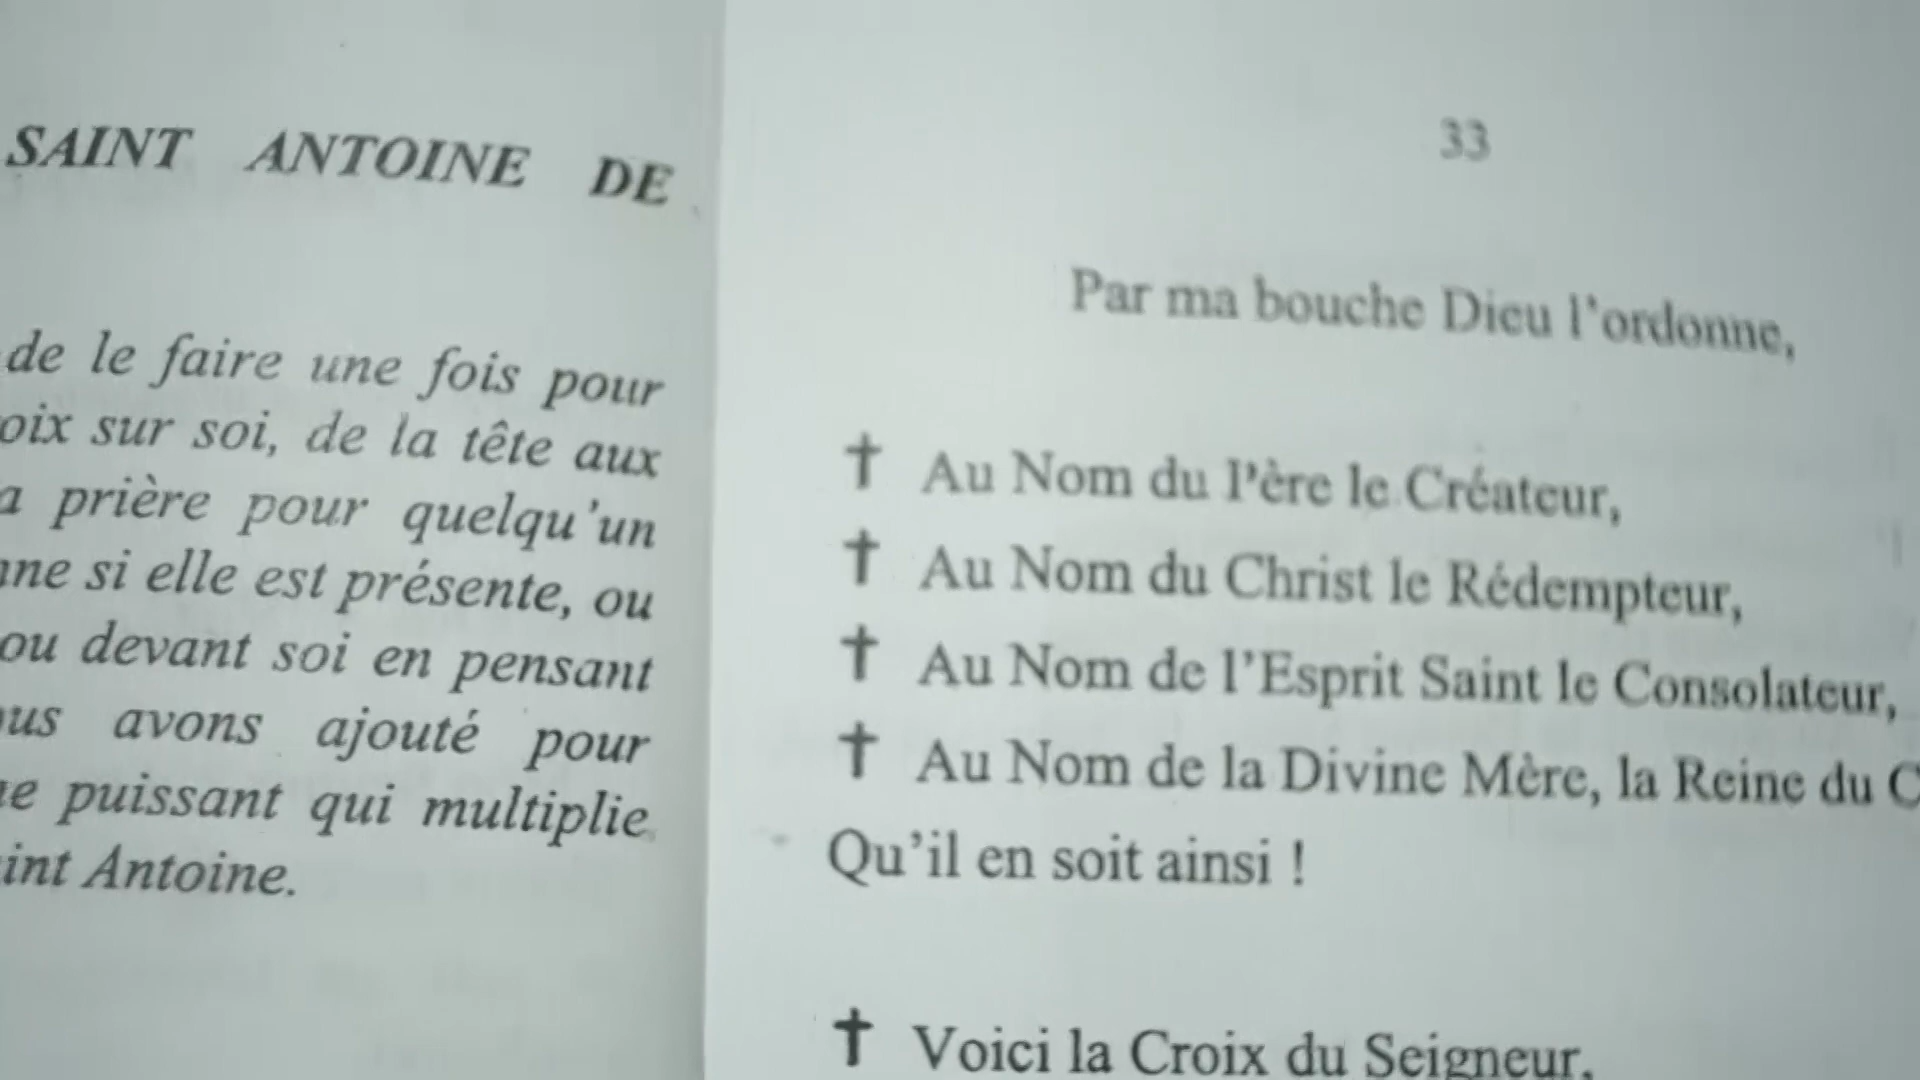 SAINT ANTOINE DE
de le faire une fois pour
oix sur soi, de la tête aux
a prière pour quelqu'un
ne si elle est présente, ou
ou devant soi en pensant
us avons ajouté pour
e puissant qui multiplie
int Antoine.
33
Par ma bouche Dieu l'ordonne,
✝ Au Nom du Père le Créateur,
✝ Au Nom du Christ le Rédempteur,
✝ Au Nom de l'Esprit Saint le Consolateur,
✝ Au Nom de la Divine Mère, la Reine du C
Qu'il en soit ainsi !
✝ Voici la Croix du Seigneur,